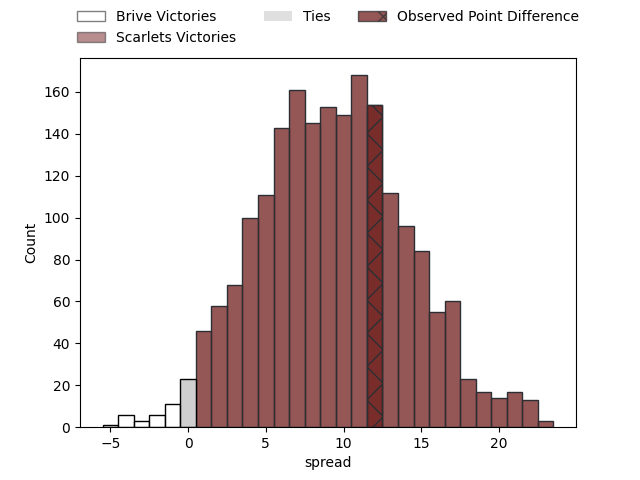 Brive Victories
Ties
Observed Point Difference
Scarlets Victories
160
140
120
100
80
60
40
20
0
Count
−5
0
5
10
15
20
spread